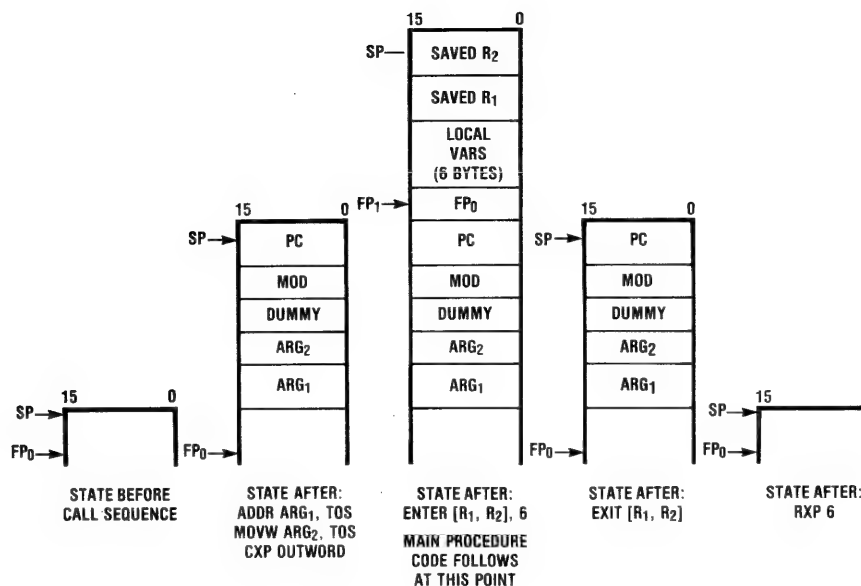 15 0
SP
FP₀
STATE BEFORE
CALL SEQUENCE
15 0
SP
PC
MOD
DUMMY
ARG₂
ARG₁
FP₀
STATE AFTER:
ADDR ARG₁, TOS
MOVW ARG₂, TOS
CXP OUTWORD
15 0
SP
SAVED R₂
SAVED R₁
LOCAL
VARS
(6 BYTES)
FP₁
FP₀
PC
MOD
DUMMY
ARG₂
ARG₁
STATE AFTER:
ENTER [R₁, R₂], 6
MAIN PROCEDURE
CODE FOLLOWS
AT THIS POINT
15 0
SP
PC
MOD
DUMMY
ARG₂
ARG₁
FP₀
STATE AFTER:
EXIT [R₁, R₂]
15
SP
FP₀
STATE AFTER:
RXP 6